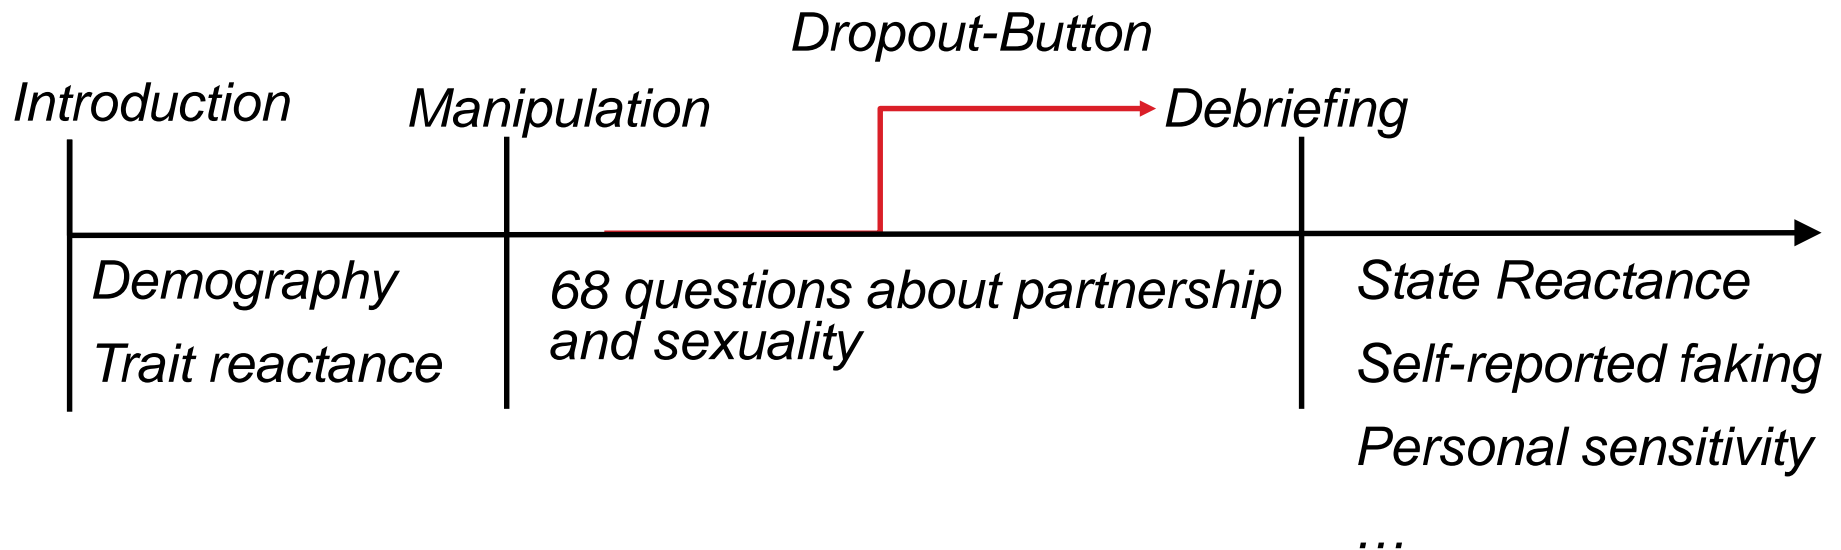 Dropout-Button
Introduction
Manipulation
Debriefing
Demography
Trait reactance
68 questions about partnership
and sexuality
State Reactance
Self-reported faking
Personal sensitivity
…